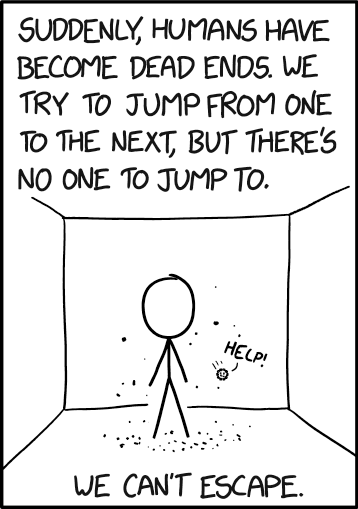 SUDDENLY, HUMANS HAVE
BECOME DEAD ENDS. WE
TRY TO JUMP FROM ONE
TO THE NEXT, BUT THERE'S
NO ONE TO JUMP TO.
HELP!
WE CAN'T ESCAPE.